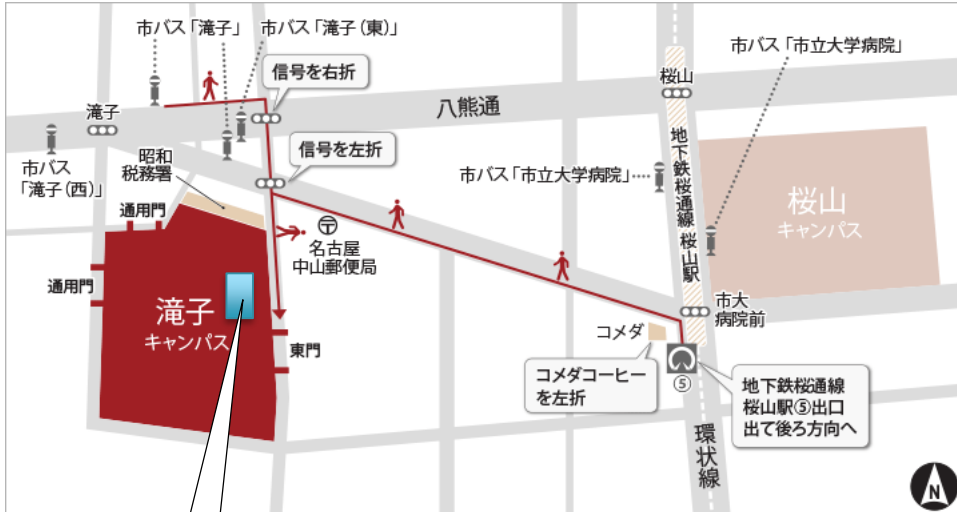 市バス「滝子」
市バス「滝子(東)」
市バス「市立大学病院」
信号を右折
桜山
滝子
八熊通
信号を左折
昭和
税務署
市バス
「滝子(西)」
市バス「市立大学病院」
地下鉄桜通線 桜山駅
桜山
キャンパス
通用門
〒
名古屋
中山郵便局
通用門
滝子
キャンパス
東門
市大
病院前
コメダ
⑤
コメダコーヒー
を左折
地下鉄桜通線
桜山駅⑤出口
出て後ろ方向へ
環状線
N